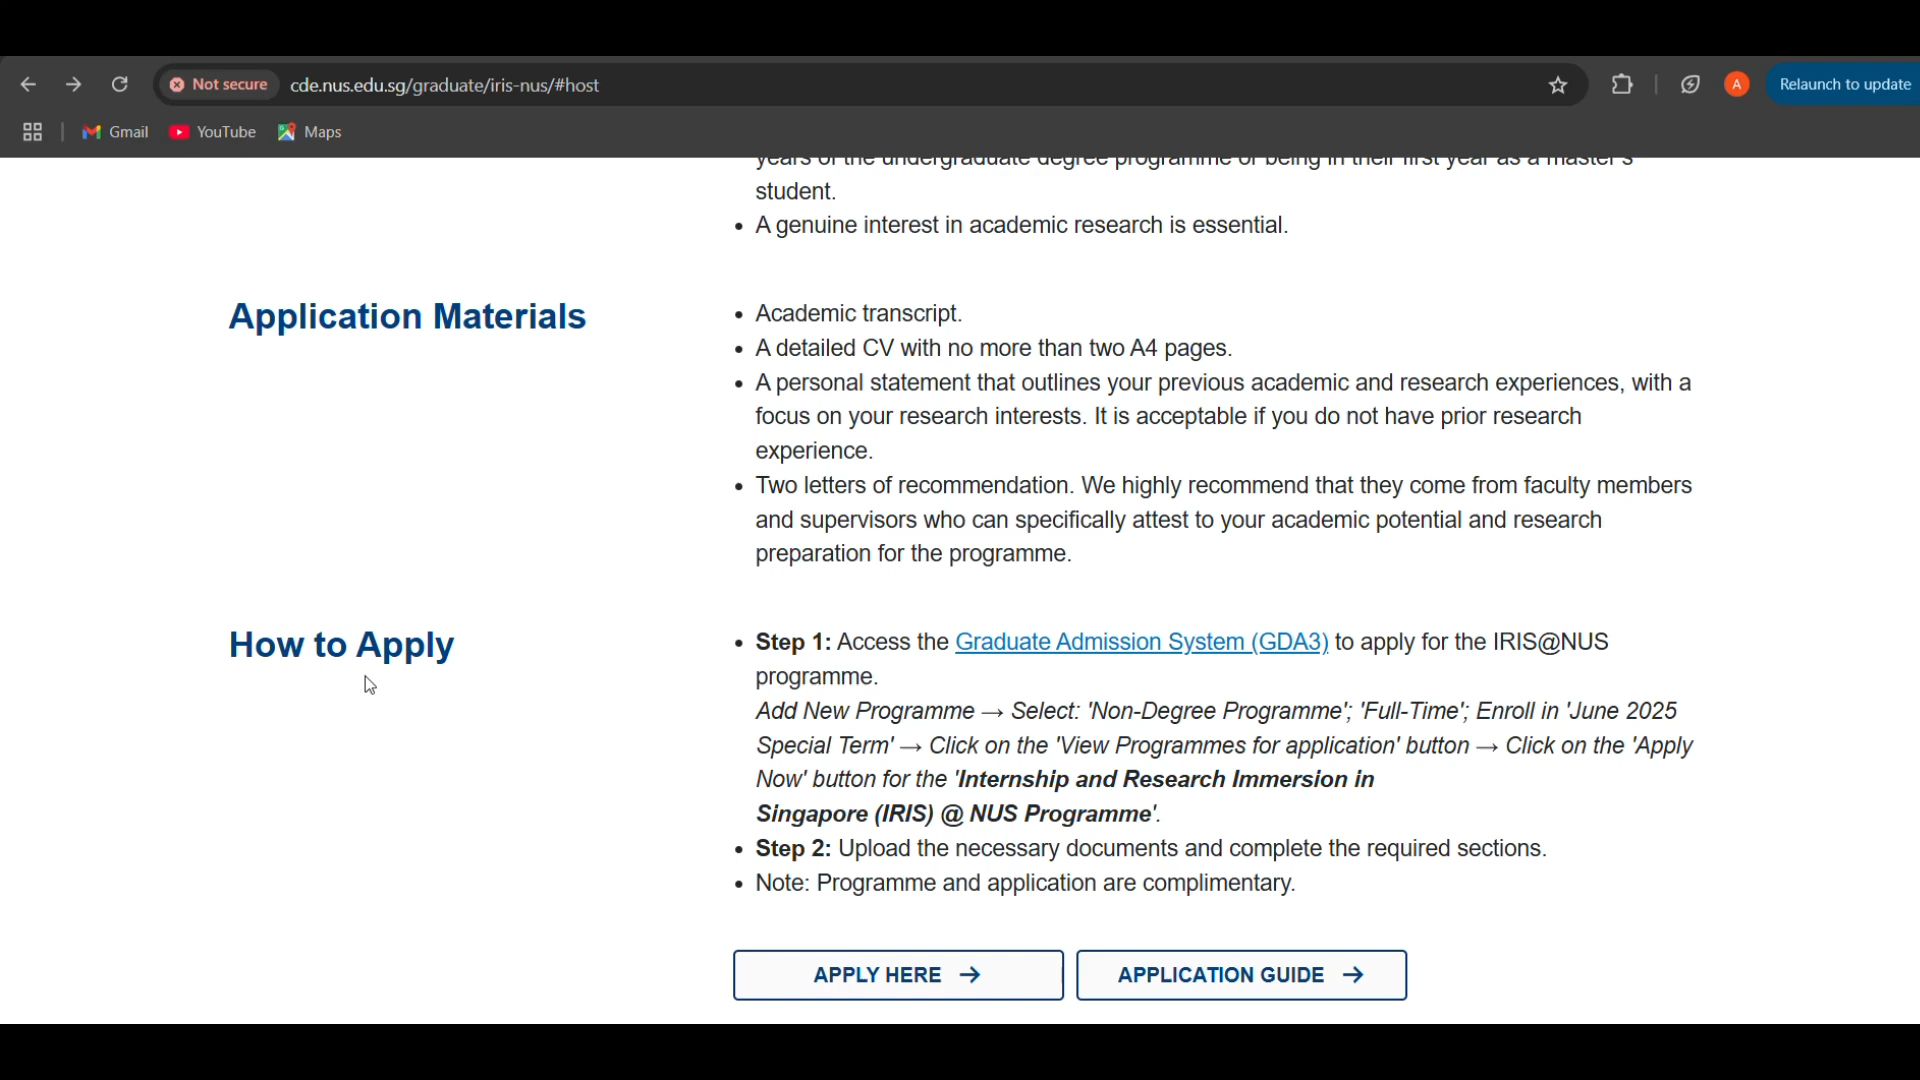 Not secure cde.nus.edu.sg/graduate/iris-nus/#host A Relaunch to update
Gmail YouTube Maps
years of the undergraduate degree programme or being in their first year as a master's
student.
• A genuine interest in academic research is essential.
Application Materials
• Academic transcript.
• A detailed CV with no more than two A4 pages.
• A personal statement that outlines your previous academic and research experiences, with a
focus on your research interests. It is acceptable if you do not have prior research
experience.
• Two letters of recommendation. We highly recommend that they come from faculty members
and supervisors who can specifically attest to your academic potential and research
preparation for the programme.
How to Apply
• Step 1: Access the Graduate Admission System (GDA3) to apply for the IRIS@NUS
programme.
Add New Programme → Select: 'Non-Degree Programme'; 'Full-Time'; Enroll in 'June 2025
Special Term' → Click on the 'View Programmes for application' button → Click on the 'Apply
Now' button for the 'Internship and Research Immersion in
Singapore (IRIS) @ NUS Programme'.
• Step 2: Upload the necessary documents and complete the required sections.
• Note: Programme and application are complimentary.
APPLY HERE → APPLICATION GUIDE →